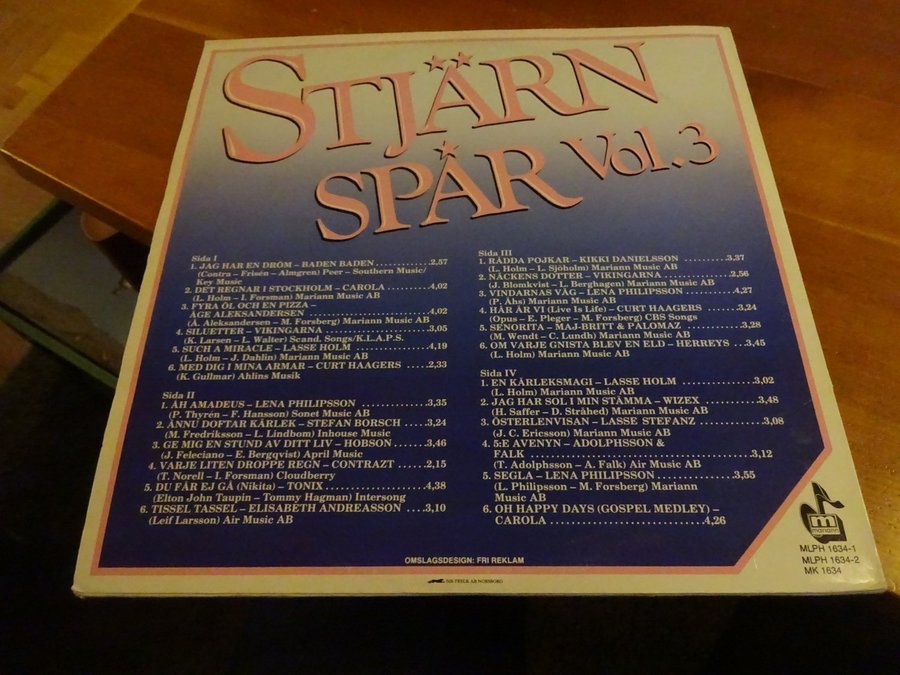 STJÄRN
SPÅR Vol.3
Sida I
1. JAG HAR EN DRÖM – BADEN BADEN...........2,57
(Contra – Frisén – Almgren) Peer – Southern Music/
Key Music
2. DET REGNAR I STOCKHOLM – CAROLA........4,02
(L. Holm – I. Forsman) Mariann Music AB
3. FYRA ÖL OCH EN PIZZA –
ÅGE ALEKSANDERSEN..................4,02
(Å. Aleksandersen – M. Forsberg) Mariann Music AB
4. SILUETTER – VIKINGARNA..................3,05
(K. Larsen – L. Walter) Scand. Songs/K.L.A.P.S.
5. SUCH A MIRACLE – LASSE HOLM..............4,19
(L. Holm – J. Dahlin) Mariann Music AB
6. MED DIG I MINA ARMAR – CURT HAAGERS.....2,33
(K. Gullmar) Ahlins Musik
Sida II
1. ÅH AMADEUS – LENA PHILIPSSON..............3,35
(P. Thyrén – F. Hansson) Sonet Music AB
2. ÄNNU DOFTAR KÄRLEK – STEFAN BORSCH.....3,24
(M. Fredriksson – L. Lindbom) Inhouse Music
3. GE MIG EN STUND AV DITT LIV – HOBSON......3,46
(J. Feleciano – E. Bergqvist) April Music
4. VARJE LITEN DROPPE REGN – CONTRAZT......2,15
(T. Norell – I. Forsman) Cloudberry
5. DU FÅR EJ GÅ (Nikita) – TONIX..................4,38
(Elton John Taupin – Tommy Hagman) Intersong
6. TISSEL TASSEL – ELISABETH ANDREASSON....3,10
(Leif Larsson) Air Music AB
Sida III
1. RÄDDA POJKAR – KIKKI DANIELSSON..........3,37
(L. Holm – L. Sjöholm) Mariann Music AB
2. NÄCKENS DOTTER – VIKINGARNA...............2,56
(J. Blomkvist – L. Berghagen) Mariann Music AB
3. VINDARNAS VÄG – LENA PHILIPSSON..........4,27
(P. Åhs) Mariann Music AB
4. HÄR ÄR VI (Live Is Life) – CURT HAAGERS......3,24
(Opus – E. Pleger – M. Forsberg) CBS Songs
5. SENORITA – MAJ-BRITT & PALOMAZ............3,28
(M. Wendt – C. Lundh) Mariann Music AB
6. OM VARJE GNISTA BLEV EN ELD – HERREYS...3,45
(L. Holm) Mariann Music AB
Sida IV
1. EN KÄRLEKSMAGI – LASSE HOLM..............3,02
(L. Holm) Mariann Music AB
2. JAG HAR SOL I MIN STÄMMA – WIZEX.........3,48
(H. Saffer – D. Stråhed) Mariann Music AB
3. ÖSTERLENVISAN – LASSE STEFANZ............3,08
(J. C. Ericsson) Mariann Music AB
4. 5:E AVENYN – ADOLPHSSON &
FALK..................................3,12
(T. Adolphsson – A. Falk) Air Music AB
5. SEGLA – LENA PHILIPSSON................3,55
(L. Philipsson – M. Forsberg) Mariann
Music AB
6. OH HAPPY DAYS (GOSPEL MEDLEY) –
CAROLA............................4,26
m
mariann
MLPH 1634-1
MLPH 1634-2
MK 1634
OMSLAGSDESIGN: FRI REKLAM